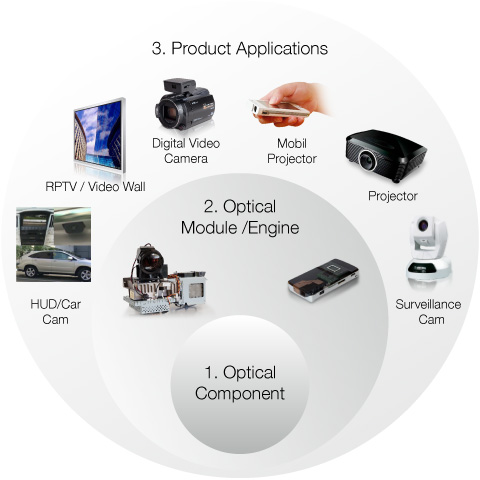 3. Product Applications
Digital Video
Camera
Mobil
Projector
RPTV / Video Wall
Projector
2. Optical
Module /Engine
HUD/Car
Cam
Surveillance
Cam
1. Optical
Component